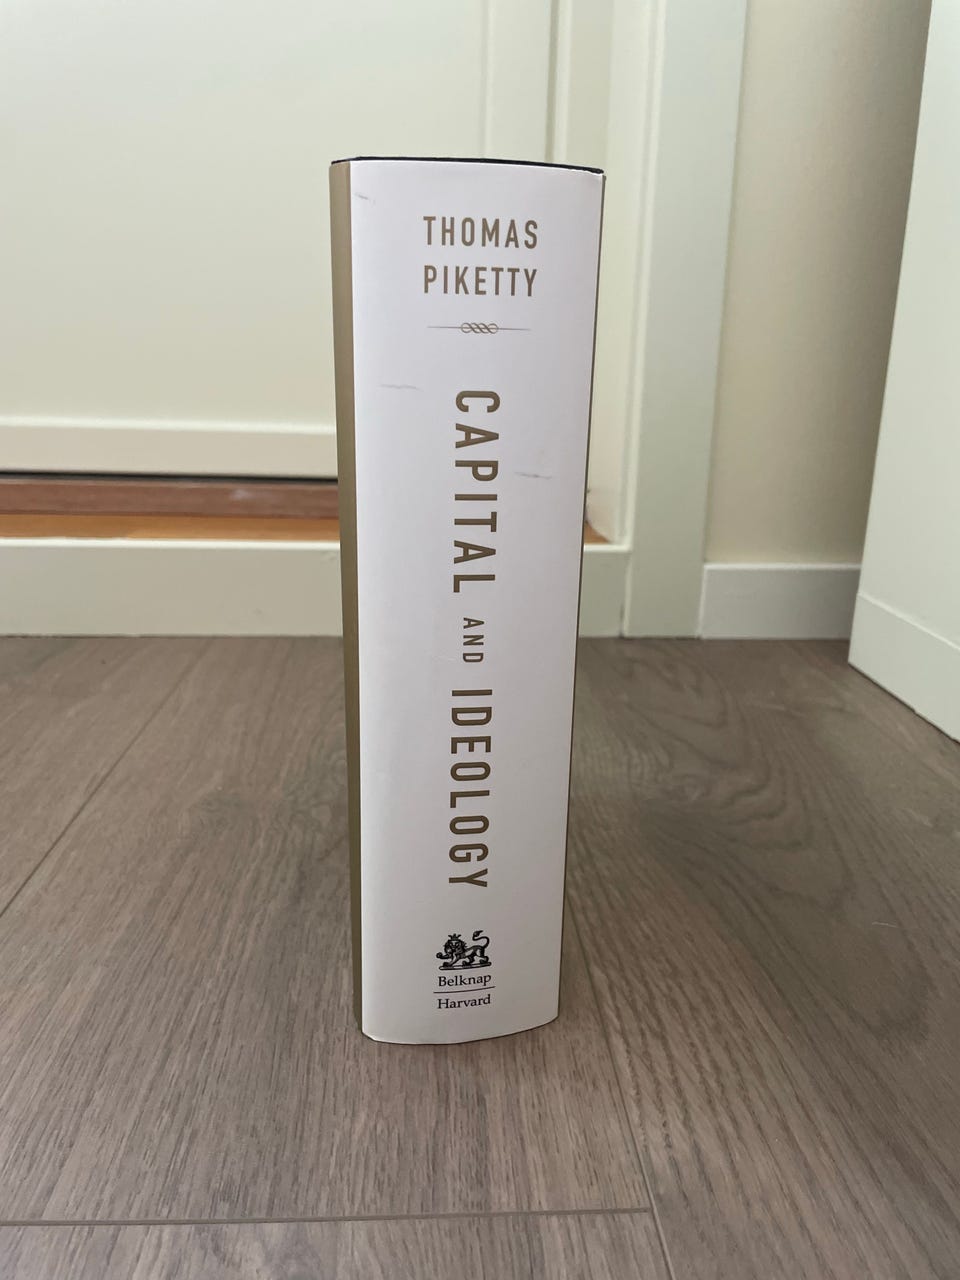 THOMAS
PIKETTY
CAPITAL AND IDEOLOGY
Belknap
Harvard